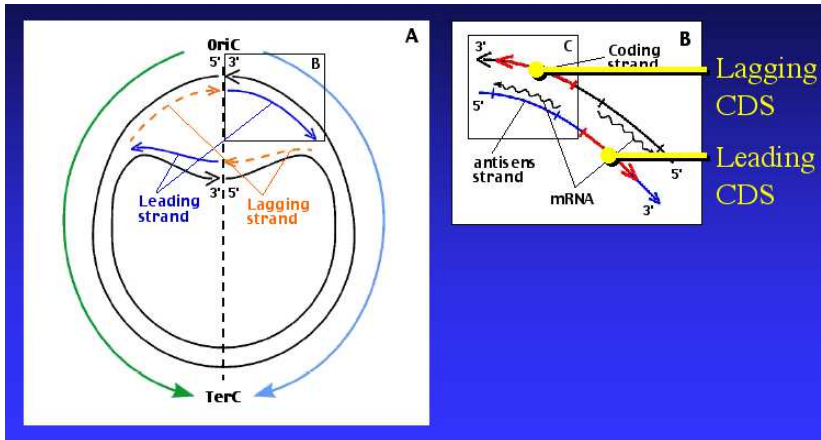 A
OriC
5' 3'
B
Leading
strand
Lagging
strand
3' 5'
TerC
B
3'
C
Coding
strand
5'
antisens
strand
mRNA
5'
3'
Lagging
CDS
Leading
CDS